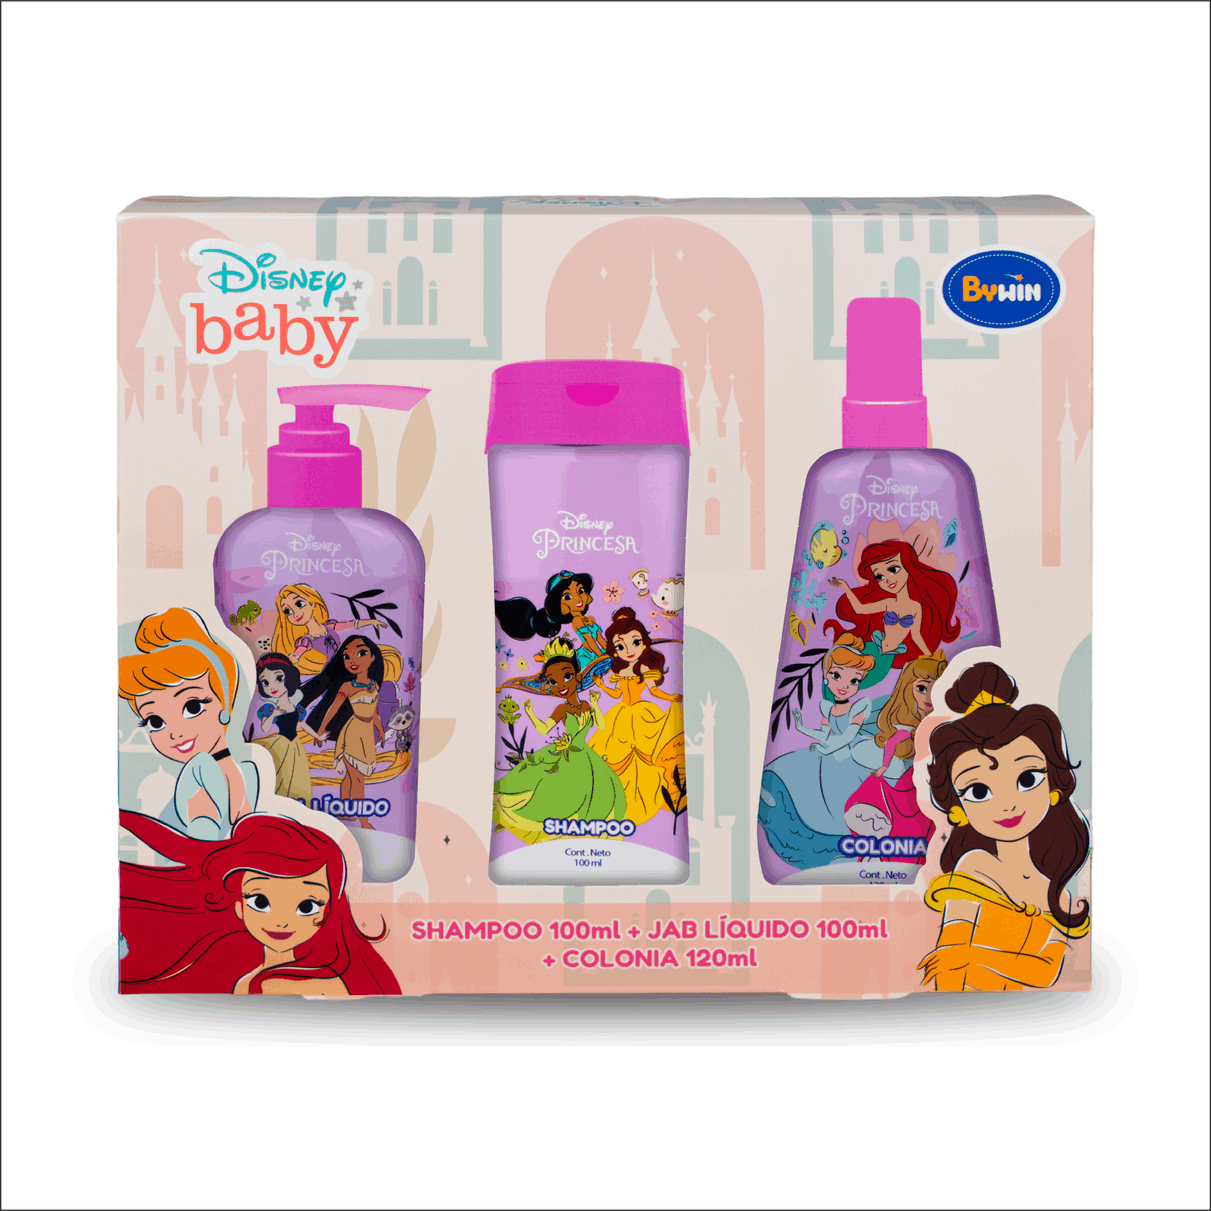 Disney
baby
BYWIN
Disney
PRINCESA
LÍQUIDO
Disney
PRINCESA
SHAMPOO
Cont. Neto
100 ml
Disney
PRINCESA
COLONIA
Cont. Neto
SHAMPOO 100ml + JAB LÍQUIDO 100ml
+ COLONIA 120ml